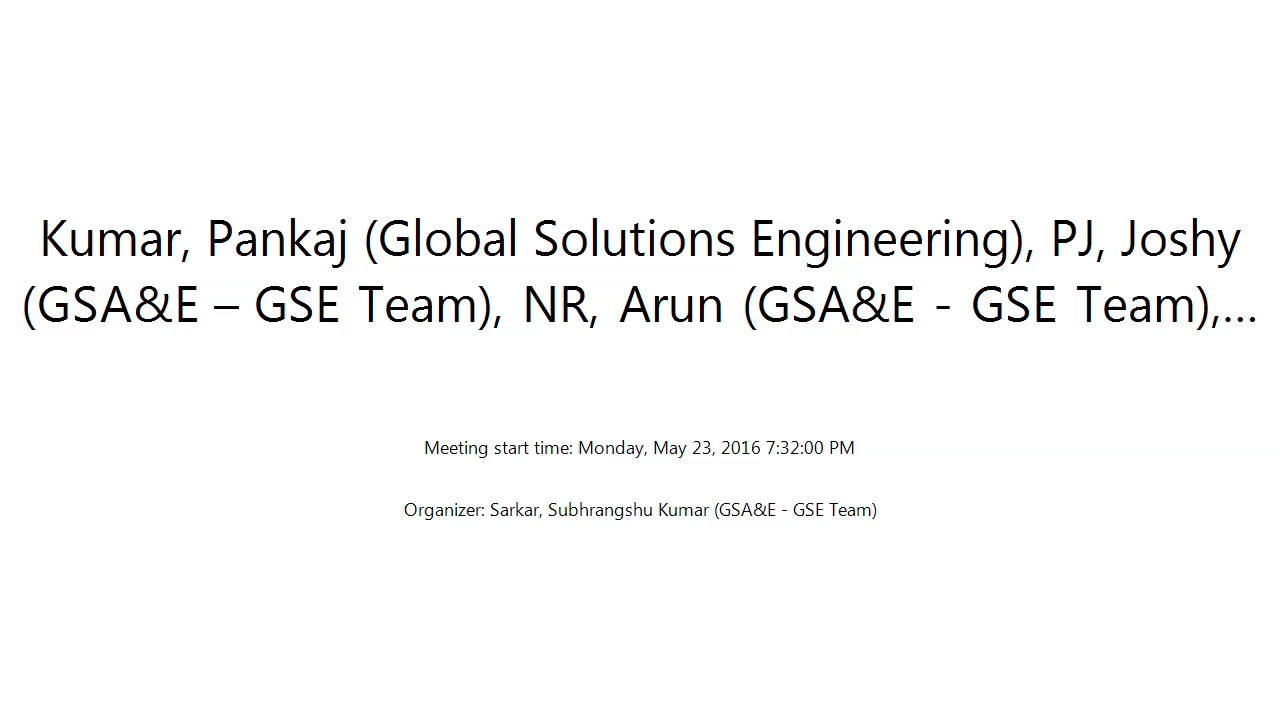 Kumar, Pankaj (Global Solutions Engineering), PJ, Joshy
(GSA&E – GSE Team), NR, Arun (GSA&E - GSE Team),...
Meeting start time: Monday, May 23, 2016 7:32:00 PM
Organizer: Sarkar, Subhrangshu Kumar (GSA&E - GSE Team)